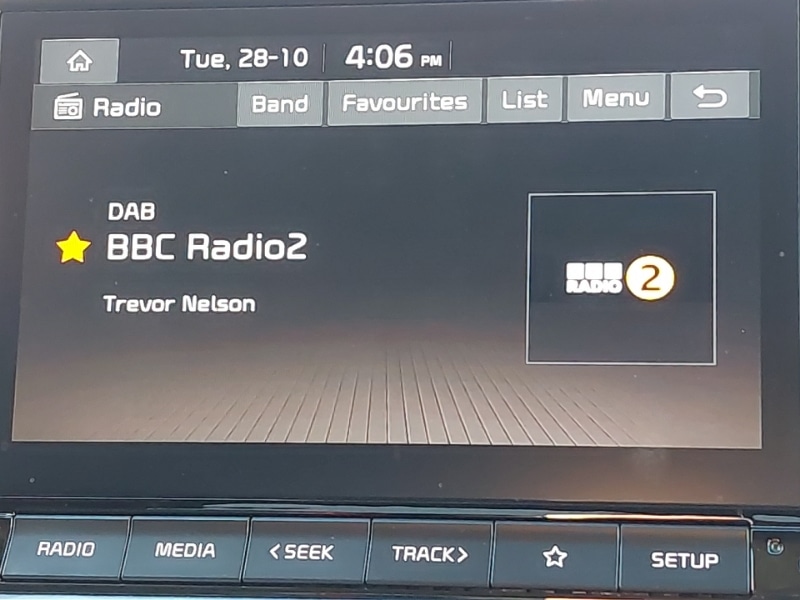 Tue, 28-10 4:06 PM
Radio Band Favourites List Menu
DAB
BBC Radio2
Trevor Nelson
BBC RADIO 2
RADIO MEDIA <SEEK TRACK> SETUP